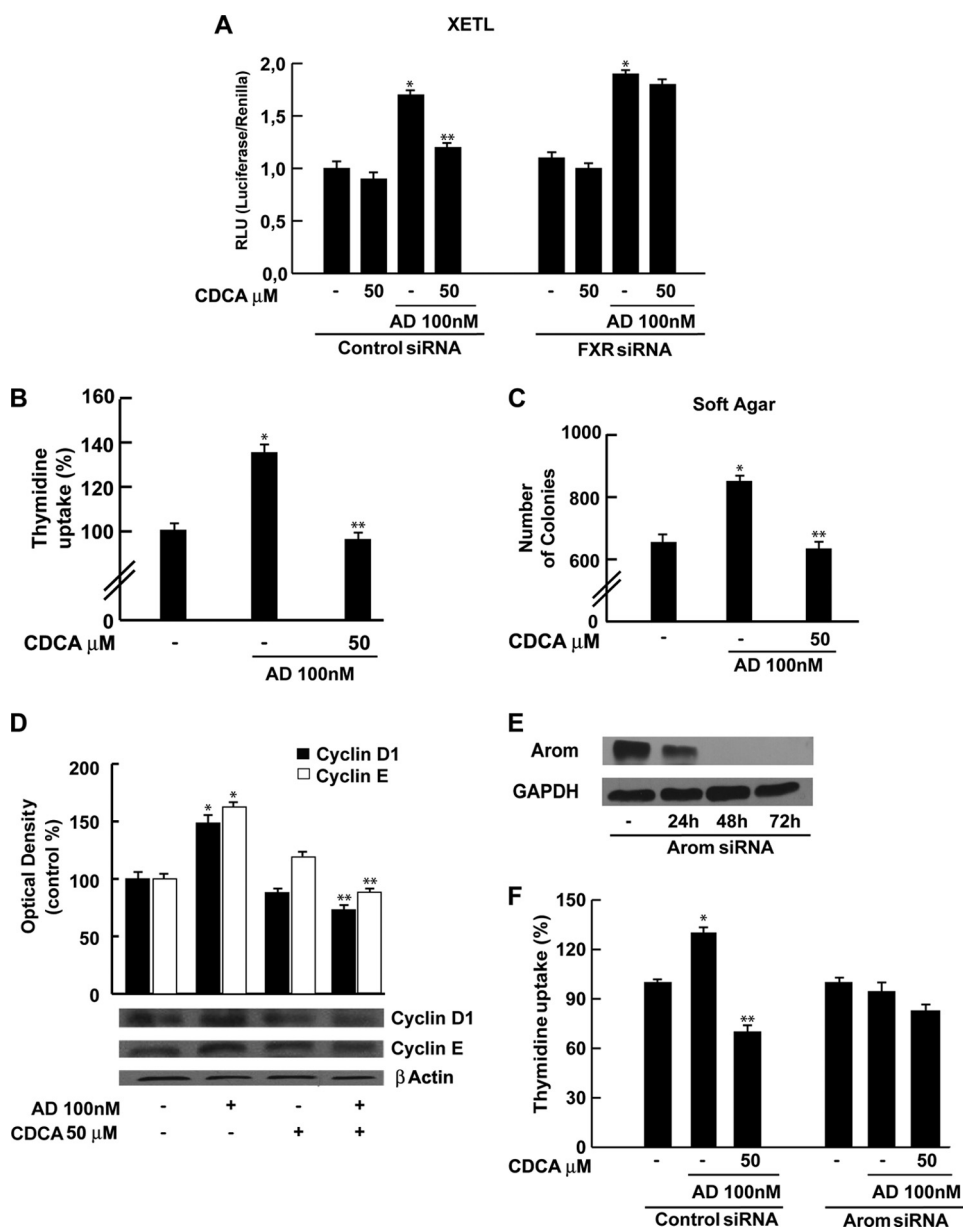 A
XETL
RLU (Luciferase/Renilla)
2,0
1,5
1,0
0,5
0,0
*
**
*
CDCA μM
- 50 - 50 - 50 - 50
AD 100nM AD 100nM
Control siRNA FXR siRNA
B
Thymidine
uptake (%)
160
140
120
100
0
*
**
CDCA μM
- - 50
AD 100nM
C
Soft Agar
Number
of Colonies
1000
800
600
0
*
**
CDCA μM
- - 50
AD 100nM
D
Cyclin D1
Cyclin E
Optical Density
(control %)
200
150
100
50
0
* *
** **
Cyclin D1
Cyclin E
β Actin
AD 100nM - + - +
CDCA 50 μM - - + +
E
Arom
GAPDH
- 24h 48h 72h
Arom siRNA
F
Thymidine uptake (%)
150
120
90
60
30
0
*
**
CDCA μM
- - 50 - - 50
AD 100nM AD 100nM
Control siRNA Arom siRNA